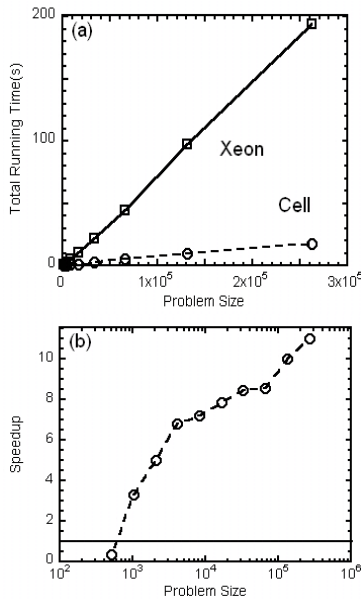 (a)
Total Running Time(s)
200
100
0
Xeon
Cell
0 1x10^5 2x10^5 3x10^5
Problem Size
(b)
Speedup
10
8
6
4
2
0
10^2 10^3 10^4 10^5 10^6
Problem Size